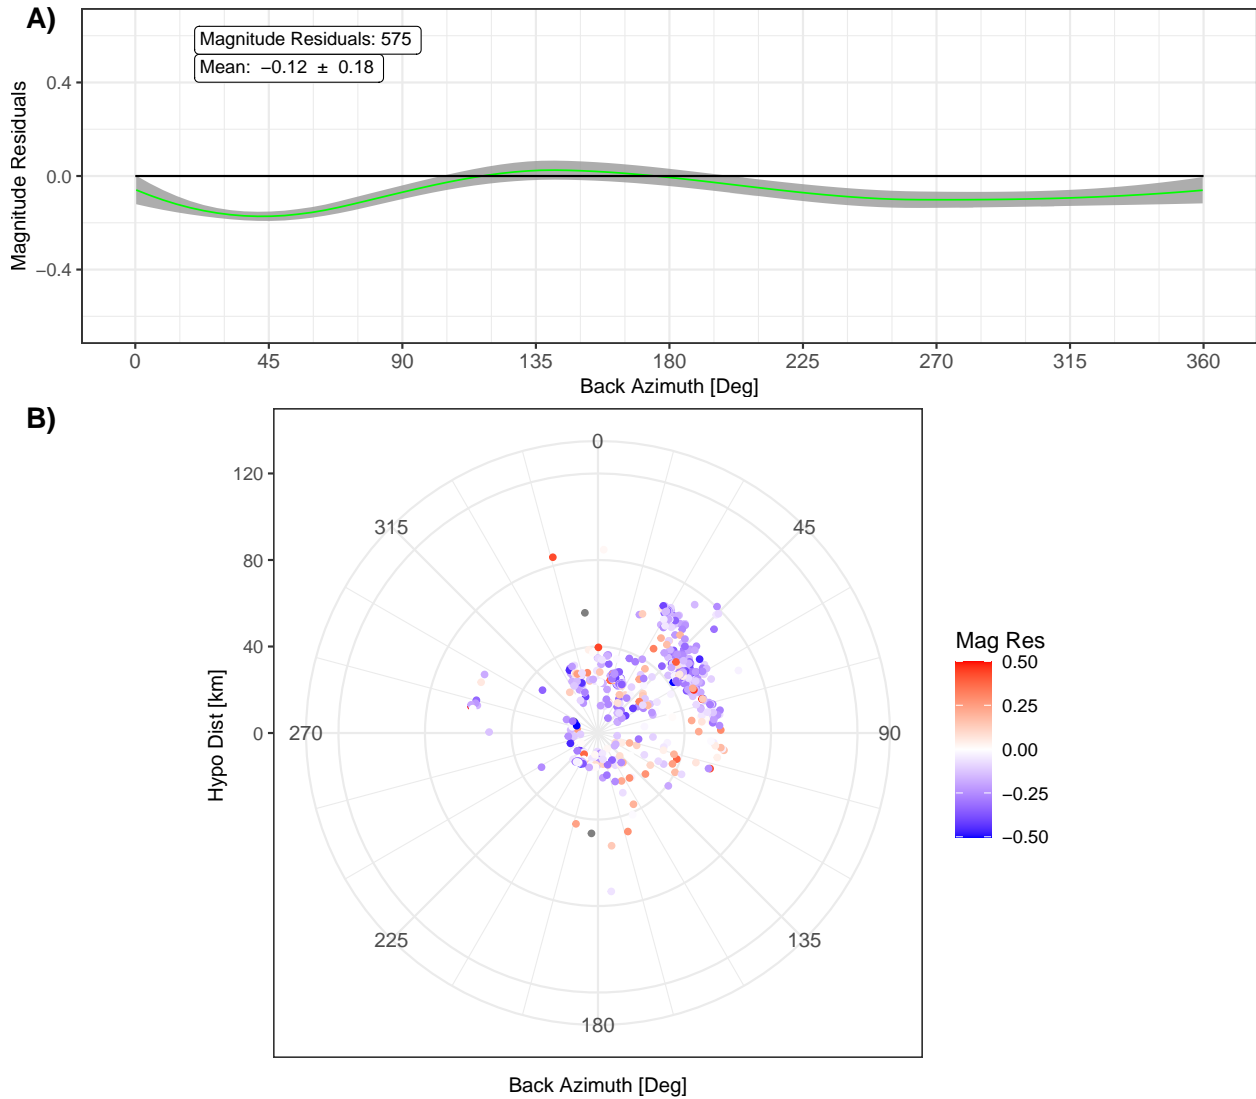 A)
Magnitude Residuals: 575
Mean: −0.12 ± 0.18
Magnitude Residuals
0.4
0.0
−0.4
0 45 90 135 180 225 270 315 360
Back Azimuth [Deg]
B)
Hypo Dist [km]
120
80
40
0
0
45
90
135
180
225
270
315
Back Azimuth [Deg]
Mag Res
0.50
0.25
0.00
−0.25
−0.50